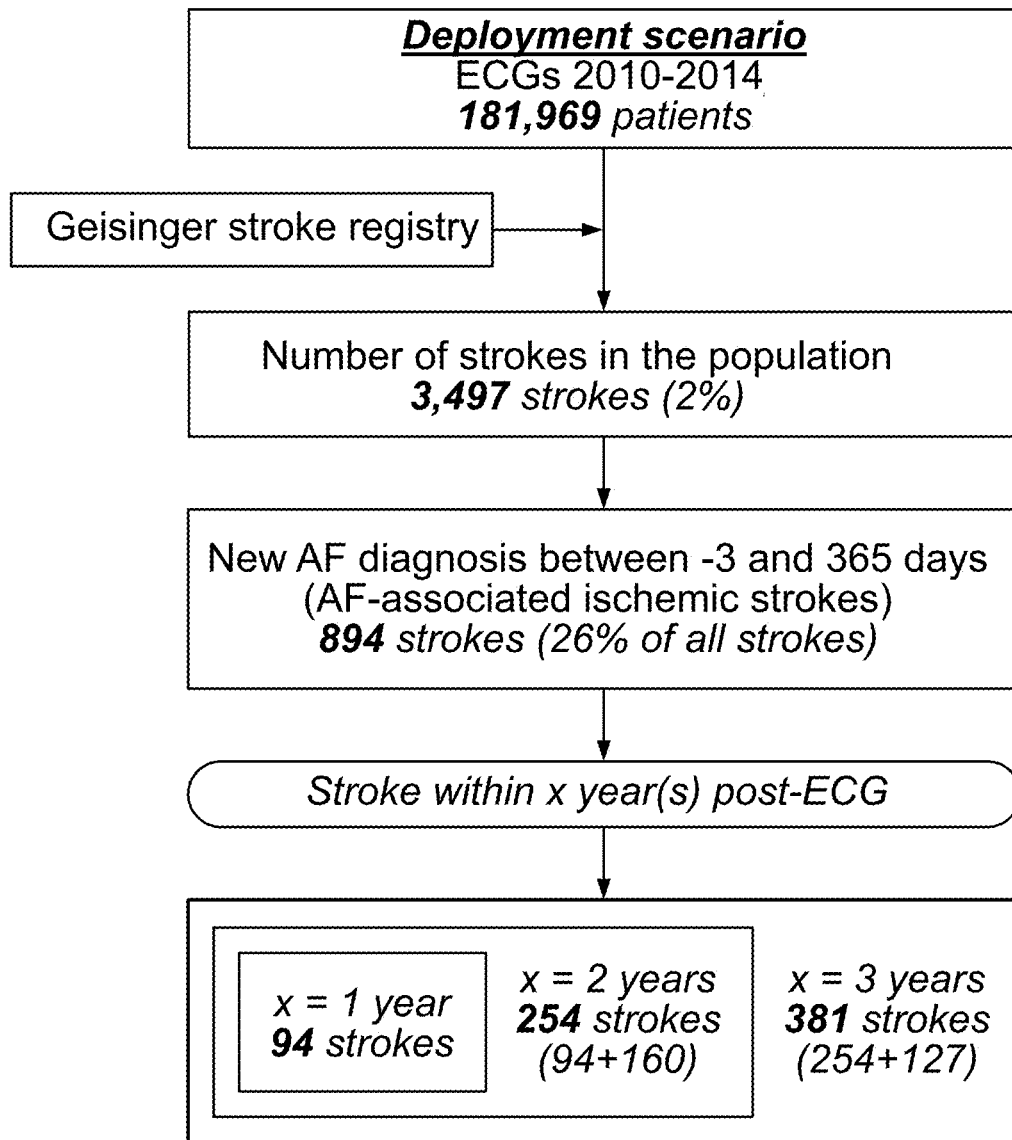 Deployment scenario
ECGs 2010-2014
181,969 patients
Geisinger stroke registry
Number of strokes in the population
3,497 strokes (2%)
New AF diagnosis between -3 and 365 days
(AF-associated ischemic strokes)
894 strokes (26% of all strokes)
Stroke within x year(s) post-ECG
x = 1 year
94 strokes
x = 2 years
254 strokes
(94+160)
x = 3 years
381 strokes
(254+127)